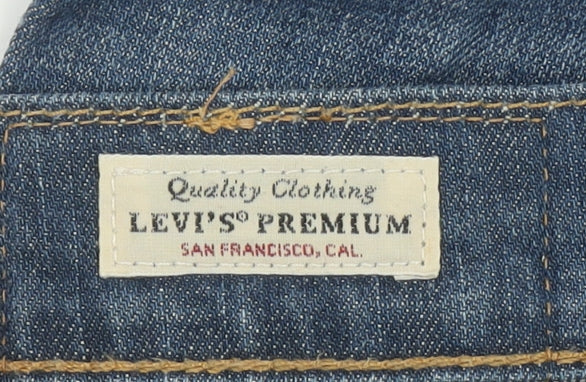 Quality Clothing
LEVI'S® PREMIUM
SAN FRANCISCO, CAL.